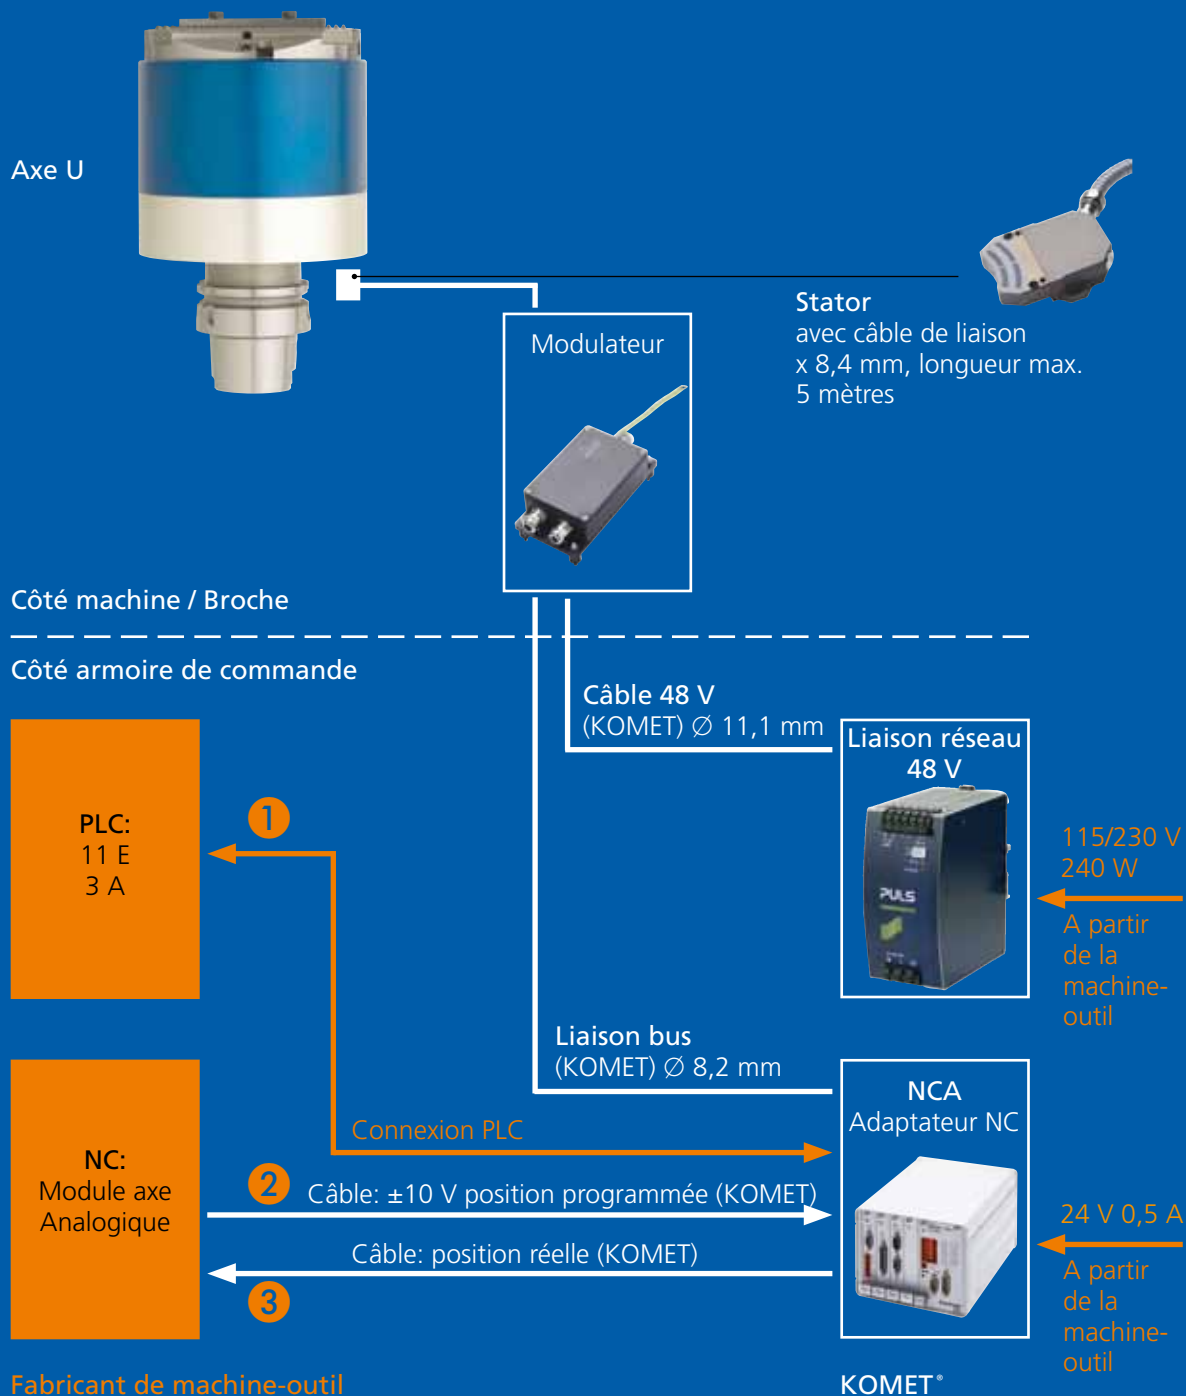 Axe U
Stator
avec câble de liaison
x 8,4 mm, longueur max.
5 mètres
Modulateur
Côté machine / Broche
Côté armoire de commande
Câble 48 V
(KOMET) ∅ 11,1 mm
Liaison réseau
48 V
PULS
115/230 V
240 W
A partir
de la
machine-
outil
PLC:
11 E
3 A
1
Liaison bus
(KOMET) ∅ 8,2 mm
NCA
Adaptateur NC
Connexion PLC
NC:
Module axe
Analogique
2
Câble: ±10 V position programmée (KOMET)
Câble: position réelle (KOMET)
3
24 V 0,5 A
A partir
de la
machine-
outil
Fabricant de machine-outil
KOMET®